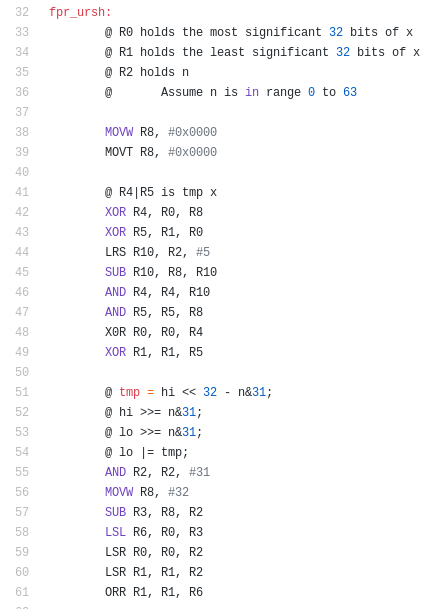 32 fpr_ursh:
33 @ R0 holds the most significant 32 bits of x
34 @ R1 holds the least significant 32 bits of x
35 @ R2 holds n
36 @ Assume n is in range 0 to 63
37
38 MOVW R8, #0x0000
39 MOVT R8, #0x0000
40
41 @ R4|R5 is tmp x
42 XOR R4, R0, R8
43 XOR R5, R1, R0
44 LRS R10, R2, #5
45 SUB R10, R8, R10
46 AND R4, R4, R10
47 AND R5, R5, R8
48 X0R R0, R0, R4
49 XOR R1, R1, R5
50
51 @ tmp = hi << 32 - n&31;
52 @ hi >>= n&31;
53 @ lo >>= n&31;
54 @ lo |= tmp;
55 AND R2, R2, #31
56 MOVW R8, #32
57 SUB R3, R8, R2
58 LSL R6, R0, R3
59 LSR R0, R0, R2
60 LSR R1, R1, R2
61 ORR R1, R1, R6